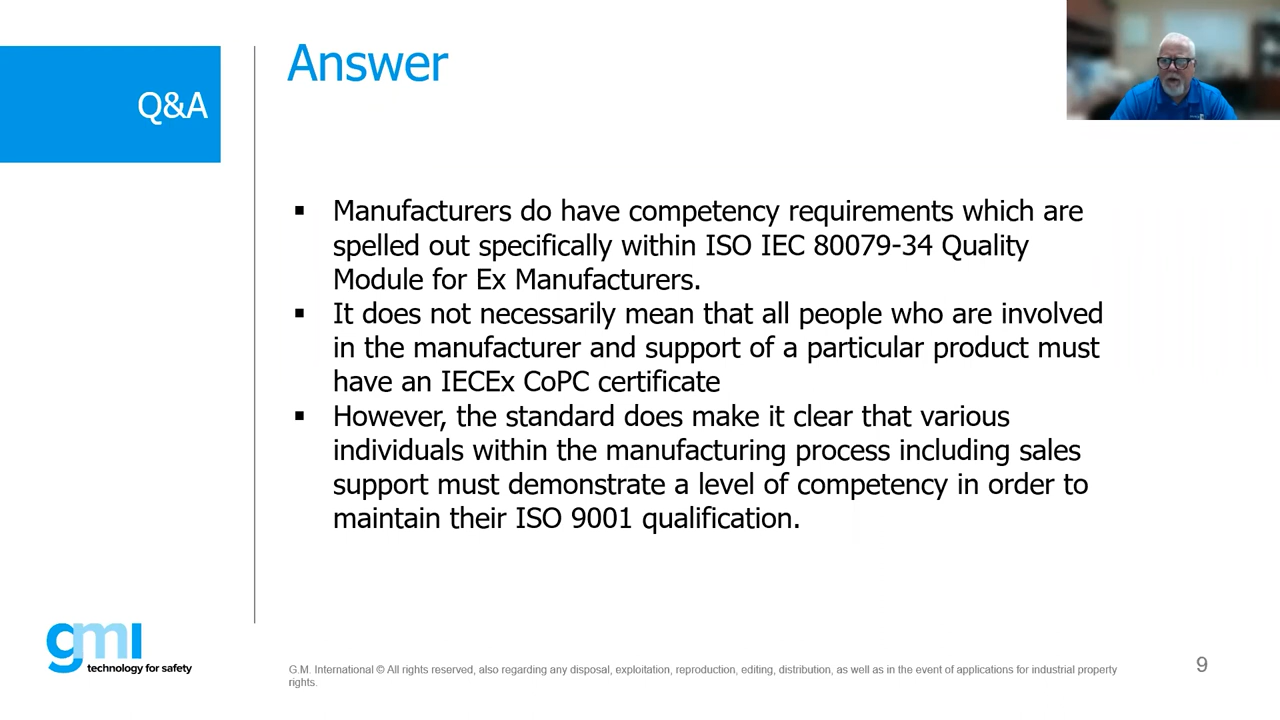 Answer
Q&A
▪ Manufacturers do have competency requirements which are
spelled out specifically within ISO IEC 80079-34 Quality
Module for Ex Manufacturers.
▪ It does not necessarily mean that all people who are involved
in the manufacturer and support of a particular product must
have an IECEx CoPC certificate
▪ However, the standard does make it clear that various
individuals within the manufacturing process including sales
support must demonstrate a level of competency in order to
maintain their ISO 9001 qualification.
gmi
technology for safety
G.M. International © All rights reserved, also regarding any disposal, exploitation, reproduction, editing, distribution, as well as in the event of applications for industrial property
rights.
9